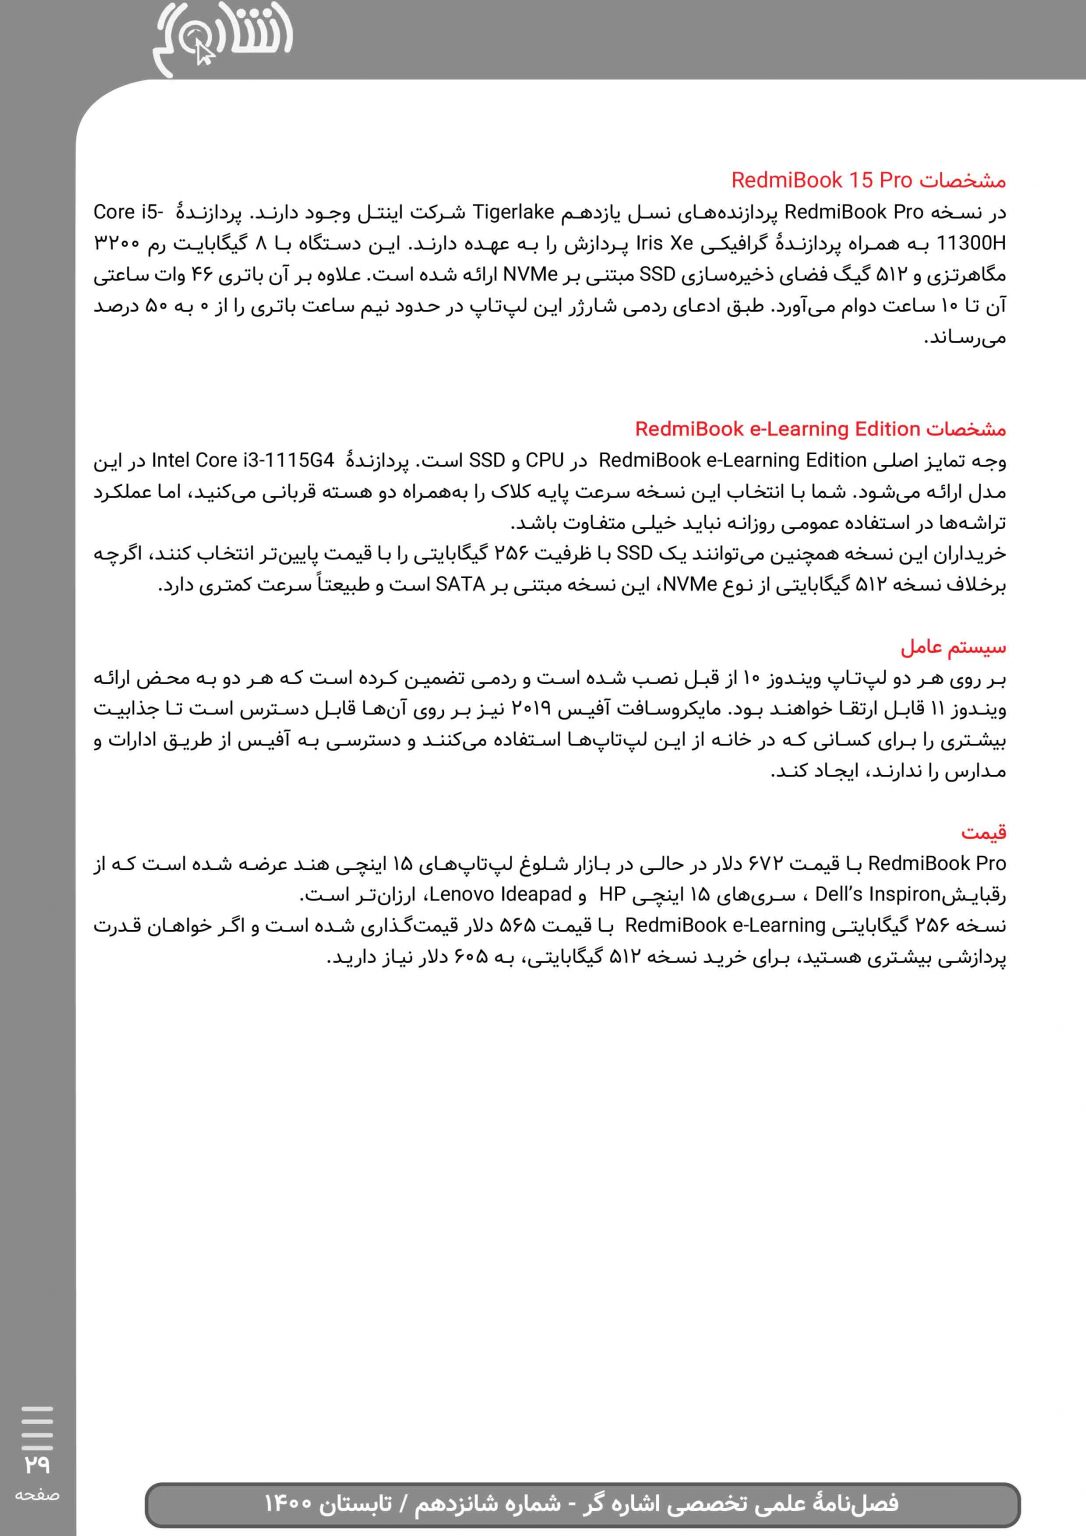 اشاره گر
مشخصات RedmiBook 15 Pro
در نسخه RedmiBook Pro پردازنده‌های نسل یازدهم Tigerlake شرکت اینتل وجود دارند. پردازندهٔ Core i5-
11300H به همراه پردازندهٔ گرافیکی Iris Xe پردازش را به عهده دارند. این دستگاه با ۸ گیگابایت رم ۳۲۰۰
مگاهرتزی و ۵۱۲ گیگ فضای ذخیره‌سازی SSD مبتنی بر NVMe ارائه شده است. علاوه بر آن باتری ۴۶ وات ساعتی
آن تا ۱۰ ساعت دوام می‌آورد. طبق ادعای ردمی شارژر این لپ‌تاپ در حدود نیم ساعت باتری را از ۰ به ۵۰ درصد
می‌رساند.
مشخصات RedmiBook e-Learning Edition
وجه تمایز اصلی RedmiBook e-Learning Edition در CPU و SSD است. پردازندهٔ Intel Core i3-1115G4 در این
مدل ارائه می‌شود. شما با انتخاب این نسخه سرعت پایه کلاک را به‌همراه دو هسته قربانی می‌کنید، اما عملکرد
تراشه‌ها در استفاده عمومی روزانه نباید خیلی متفاوت باشد.
خریداران این نسخه همچنین می‌توانند یک SSD با ظرفیت ۲۵۶ گیگابایتی را با قیمت پایین‌تر انتخاب کنند، اگرچه
برخلاف نسخه ۵۱۲ گیگابایتی از نوع NVMe، این نسخه مبتنی بر SATA است و طبیعتاً سرعت کمتری دارد.
سیستم عامل
بر روی هر دو لپ‌تاپ ویندوز ۱۰ از قبل نصب شده است و ردمی تضمین کرده است که هر دو به محض ارائه
ویندوز ۱۱ قابل ارتقا خواهند بود. مایکروسافت آفیس ۲۰۱۹ نیز بر روی آن‌ها قابل دسترس است تا جذابیت
بیشتری را برای کسانی که در خانه از این لپ‌تاپ‌ها استفاده می‌کنند و دسترسی به آفیس از طریق ادارات و
مدارس را ندارند، ایجاد کند.
قیمت
RedmiBook Pro با قیمت ۶۷۲ دلار در حالی در بازار شلوغ لپ‌تاپ‌های ۱۵ اینچی هند عرضه شده است که از
رقبایشDell’s Inspiron ، سری‌های ۱۵ اینچی HP و Lenovo Ideapad، ارزان‌تر است.
نسخه ۲۵۶ گیگابایتی RedmiBook e-Learning با قیمت ۵۶۵ دلار قیمت‌گذاری شده است و اگر خواهان قدرت
پردازشی بیشتری هستید، برای خرید نسخه ۵۱۲ گیگابایتی، به ۶۰۵ دلار نیاز دارید.
۲۹
صفحه
فصل‌نامهٔ علمی تخصصی اشاره گر - شماره شانزدهم / تابستان ۱۴۰۰